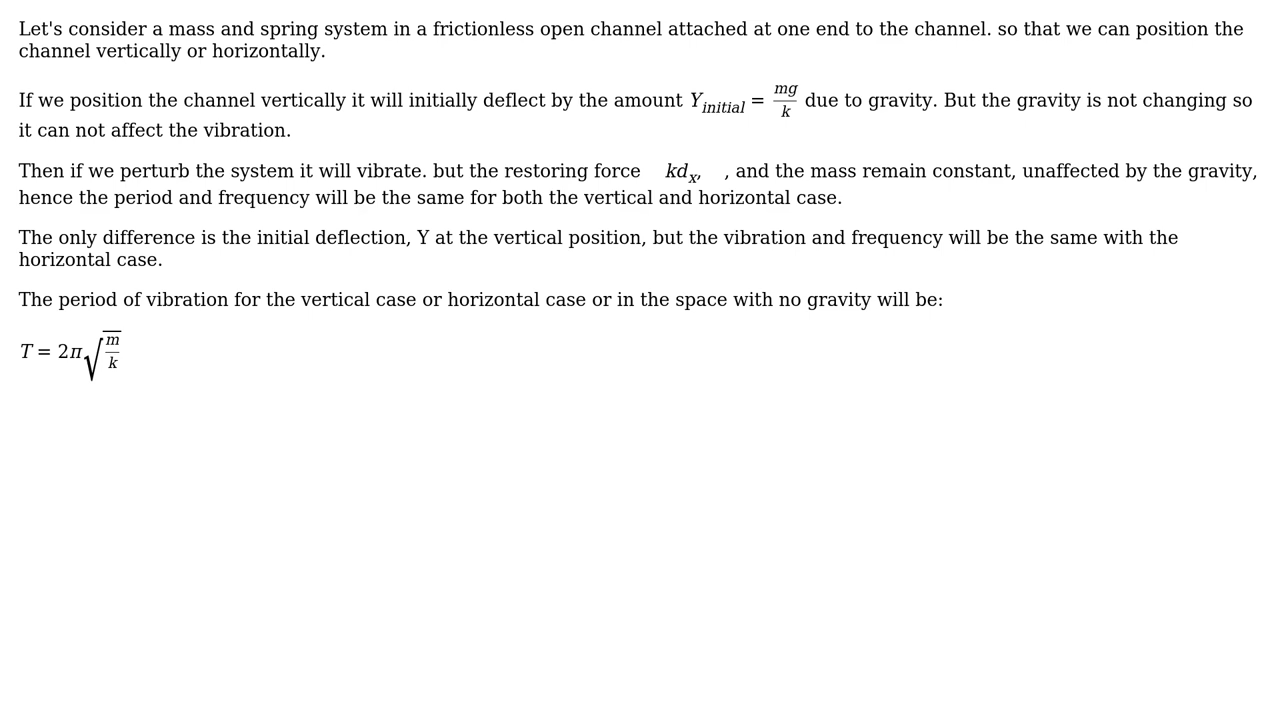 Let's consider a mass and spring system in a frictionless open channel attached at one end to the channel. so that we can position the
channel vertically or horizontally.
If we position the channel vertically it will initially deflect by the amount Y_{initial} = \frac{mg}{k} due to gravity. But the gravity is not changing so
it can not affect the vibration.
Then if we perturb the system it will vibrate. but the restoring force kd_{x,} , and the mass remain constant, unaffected by the gravity,
hence the period and frequency will be the same for both the vertical and horizontal case.
The only difference is the initial deflection, Y at the vertical position, but the vibration and frequency will be the same with the
horizontal case.
The period of vibration for the vertical case or horizontal case or in the space with no gravity will be:
T = 2π\sqrt{\frac{m}{k}}